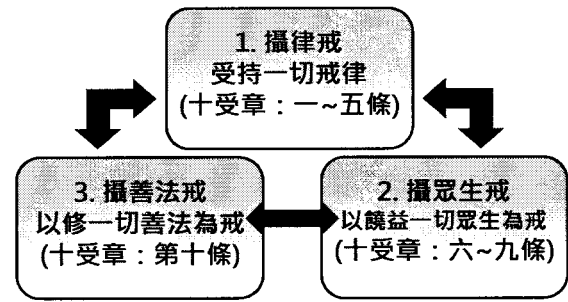 1. 攝律戒
受持一切戒律
(十受章：一~五條)
3. 攝善法戒
以修一切善法為戒
(十受章：第十條)
2. 攝眾生戒
以饒益一切眾生為戒
(十受章：六~九條)